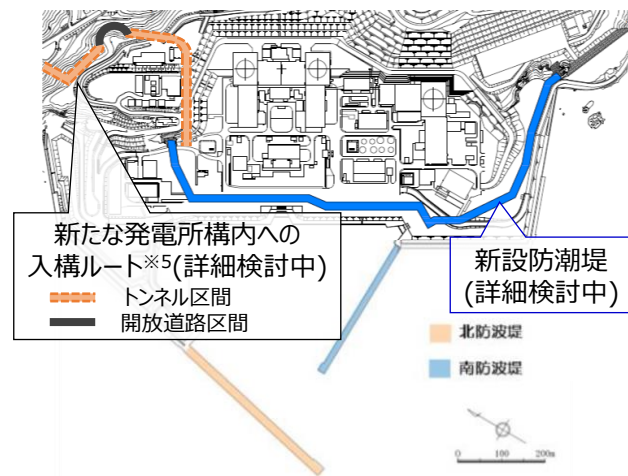 新たな発電所構内への
入構ルート※5(詳細検討中)
トンネル区間
開放道路区間
新設防潮堤
(詳細検討中)
北防波堤
南防波堤
0 100 200m